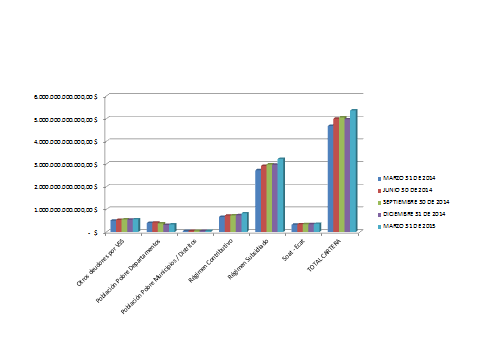 6.000.000.000.000,00 $
5.000.000.000.000,00 $
4.000.000.000.000,00 $
3.000.000.000.000,00 $
2.000.000.000.000,00 $
1.000.000.000.000,00 $
- $
Otros deudores por VSS
Población Pobre Departamentos
Población Pobre Municipios / Distritos
Régimen Contributivo
Régimen Subsidiado
Soat - Ecat
TOTAL CARTERA
MARZO 31 DE 2014
JUNIO 30 DE 2014
SEPTIEMBRE 30 DE 2014
DICIEMBRE 31 DE 2014
MARZO 31 DE 2015